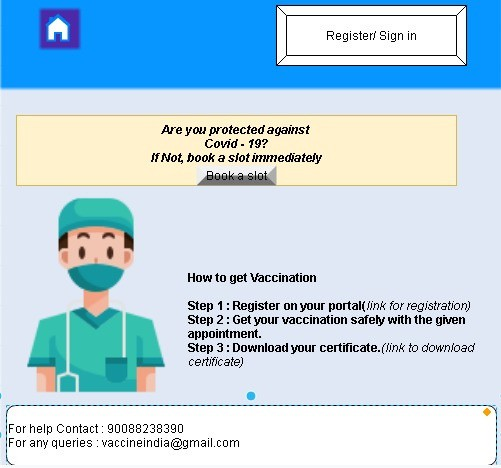 Register/ Sign in
Are you protected against
Covid - 19?
If Not, book a slot immediately
Book a slot
How to get Vaccination
Step 1 : Register on your portal(link for registration)
Step 2 : Get your vaccination safely with the given
appointment.
Step 3 : Download your certificate.(link to download
certificate)
For help Contact : 90088238390
For any queries : vaccineindia@gmail.com